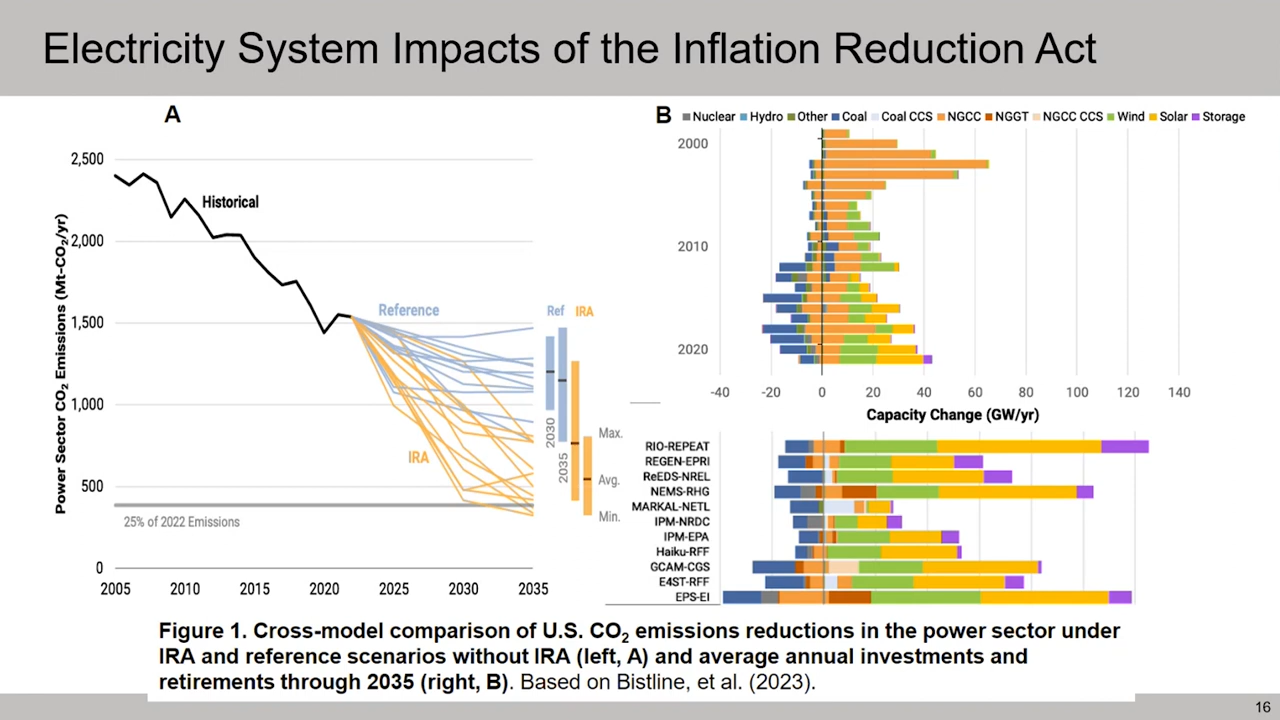 Electricity System Impacts of the Inflation Reduction Act
A
Power Sector CO₂ Emissions (Mt-CO₂/yr)
2,500
2,000
1,500
1,000
500
0
2005 2010 2015 2020 2025 2030 2035
Historical
Reference
IRA
25% of 2022 Emissions
Ref IRA
2030
2035
Max.
Avg.
Min.
B
Nuclear Hydro Other Coal Coal CCS NGCC NGGT NGCC CCS Wind Solar Storage
2000
2010
2020
-40 -20 0 20 40 60 80 100 120 140
Capacity Change (GW/yr)
RIO-REPEAT
REGEN-EPRI
ReEDS-NREL
NEMS-RHG
MARKAL-NETL
IPM-NRDC
IPM-EPA
Haiku-RFF
GCAM-CGS
E4ST-RFF
EPS-EI
Figure 1. Cross-model comparison of U.S. CO₂ emissions reductions in the power sector under
IRA and reference scenarios without IRA (left, A) and average annual investments and
retirements through 2035 (right, B). Based on Bistline, et al. (2023).
16